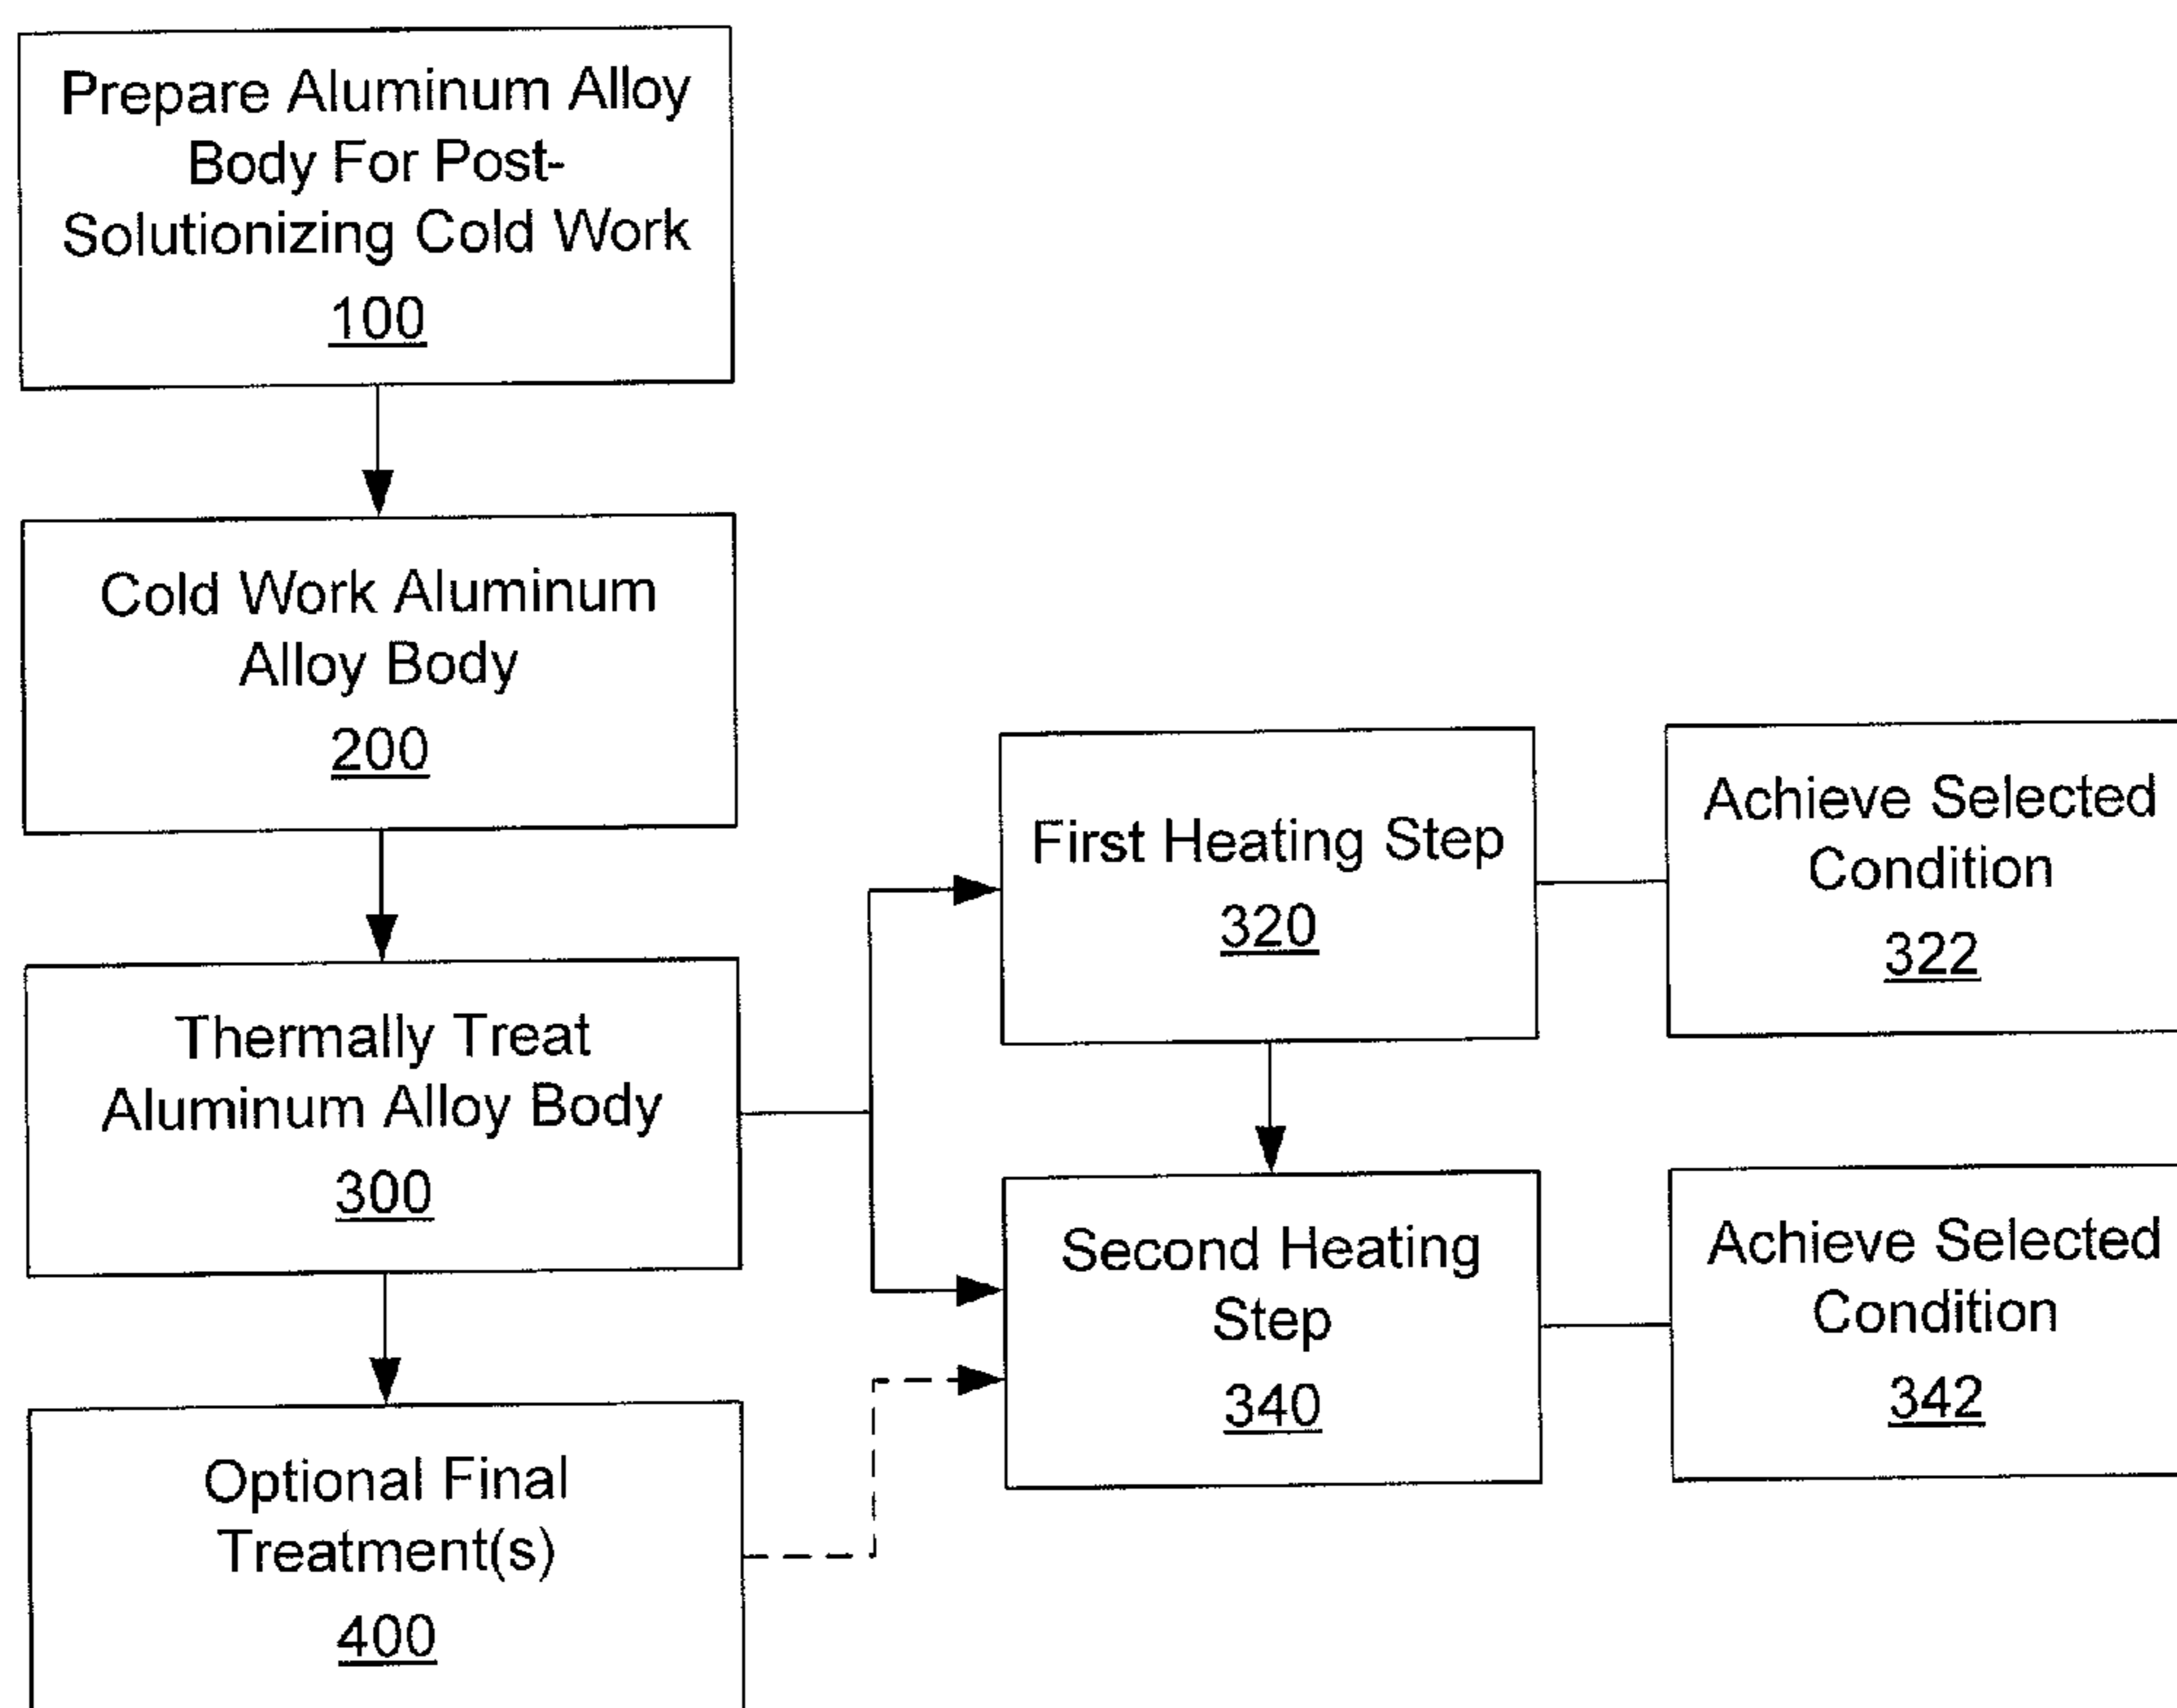 Prepare Aluminum Alloy
Body For Post-
Solutionizing Cold Work
100
Cold Work Aluminum
Alloy Body
200
Thermally Treat
Aluminum Alloy Body
300
Optional Final
Treatment(s)
400
First Heating Step
320
Second Heating
Step
340
Achieve Selected
Condition
322
Achieve Selected
Condition
342